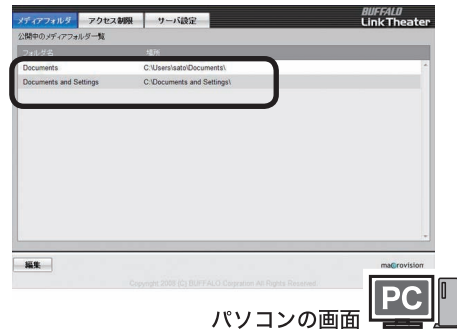 メディアフォルダ アクセス制限 サーバ設定 BUFFALO
LinkTheater
公開中のメディアフォルダ一覧
フォルダ名 場所
Documents C:\Users\sato\Documents\
Documents and Settings C:\Documents and Settings\
編集 macrovision
Copyright 2008 (C) BUFFALO Corporation All Rights Reserved.
パソコンの画面 PC